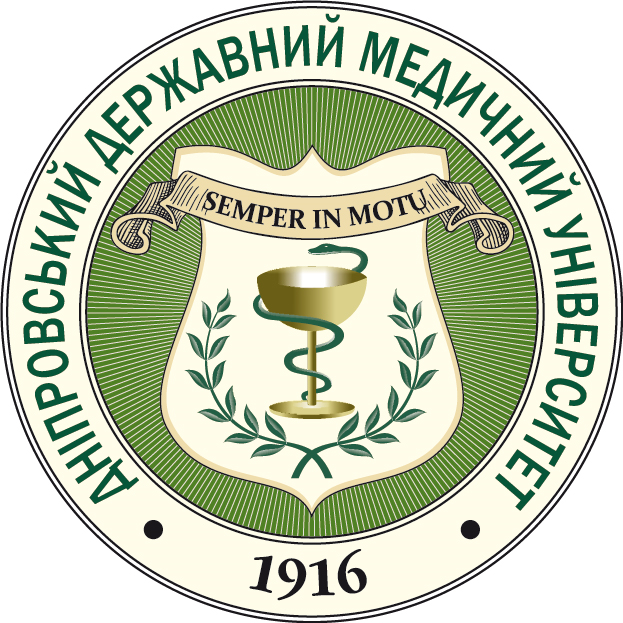 ДНІПРОВСЬКИЙ ДЕРЖАВНИЙ МЕДИЧНИЙ УНІВЕРСИТЕТ
SEMPER IN MOTU
1916